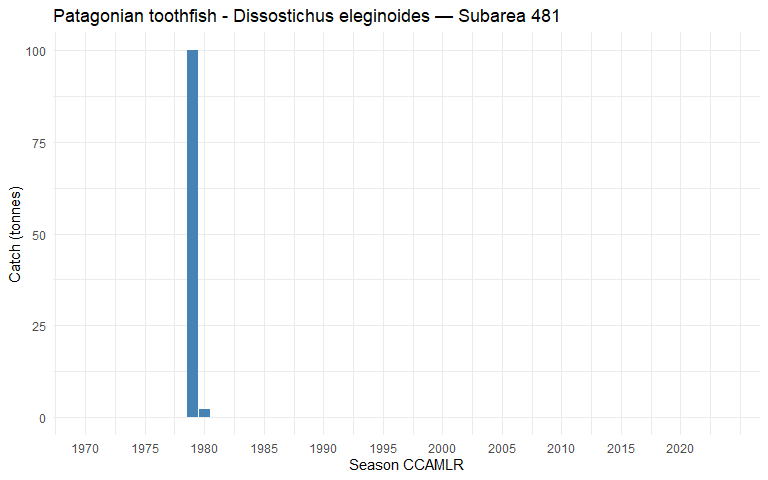 Patagonian toothfish - Dissostichus eleginoides — Subarea 481
100
75
50
25
0
Catch (tonnes)
1970 1975 1980 1985 1990 1995 2000 2005 2010 2015 2020
Season CCAMLR